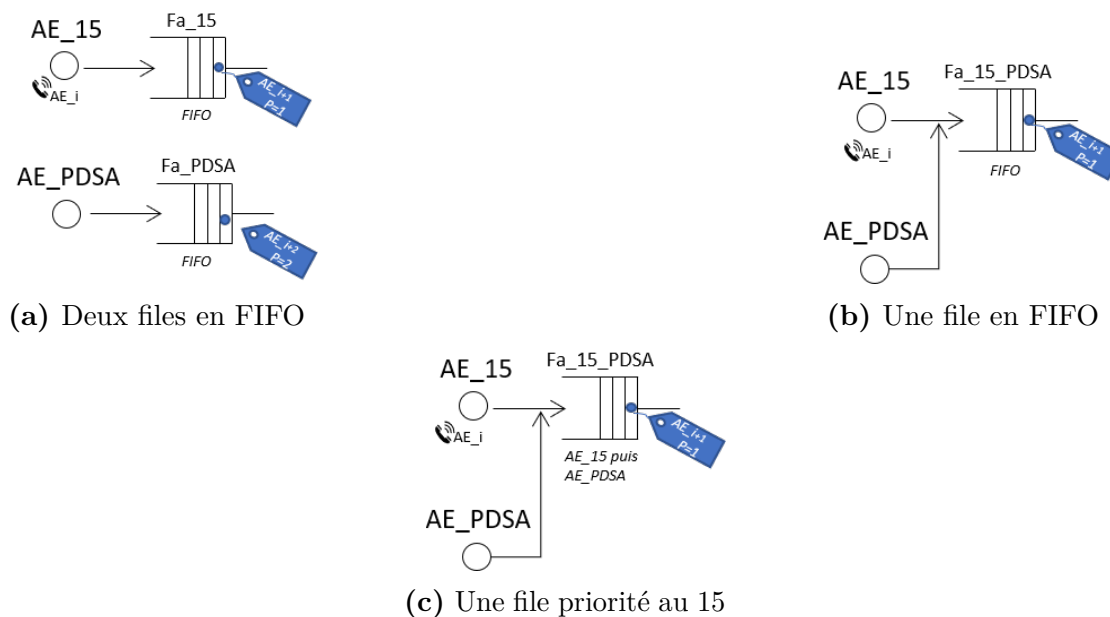 AE_15
Fa_15
AE_i
AE_i+1
P=1
FIFO
AE_PDSA
Fa_PDSA
AE_i+2
P=2
FIFO
(a) Deux files en FIFO
AE_15
Fa_15_PDSA
AE_i
AE_i+1
P=1
FIFO
AE_PDSA
(b) Une file en FIFO
AE_15
Fa_15_PDSA
AE_i
AE_i+1
P=1
AE_15 puis
AE_PDSA
AE_PDSA
(c) Une file priorité au 15